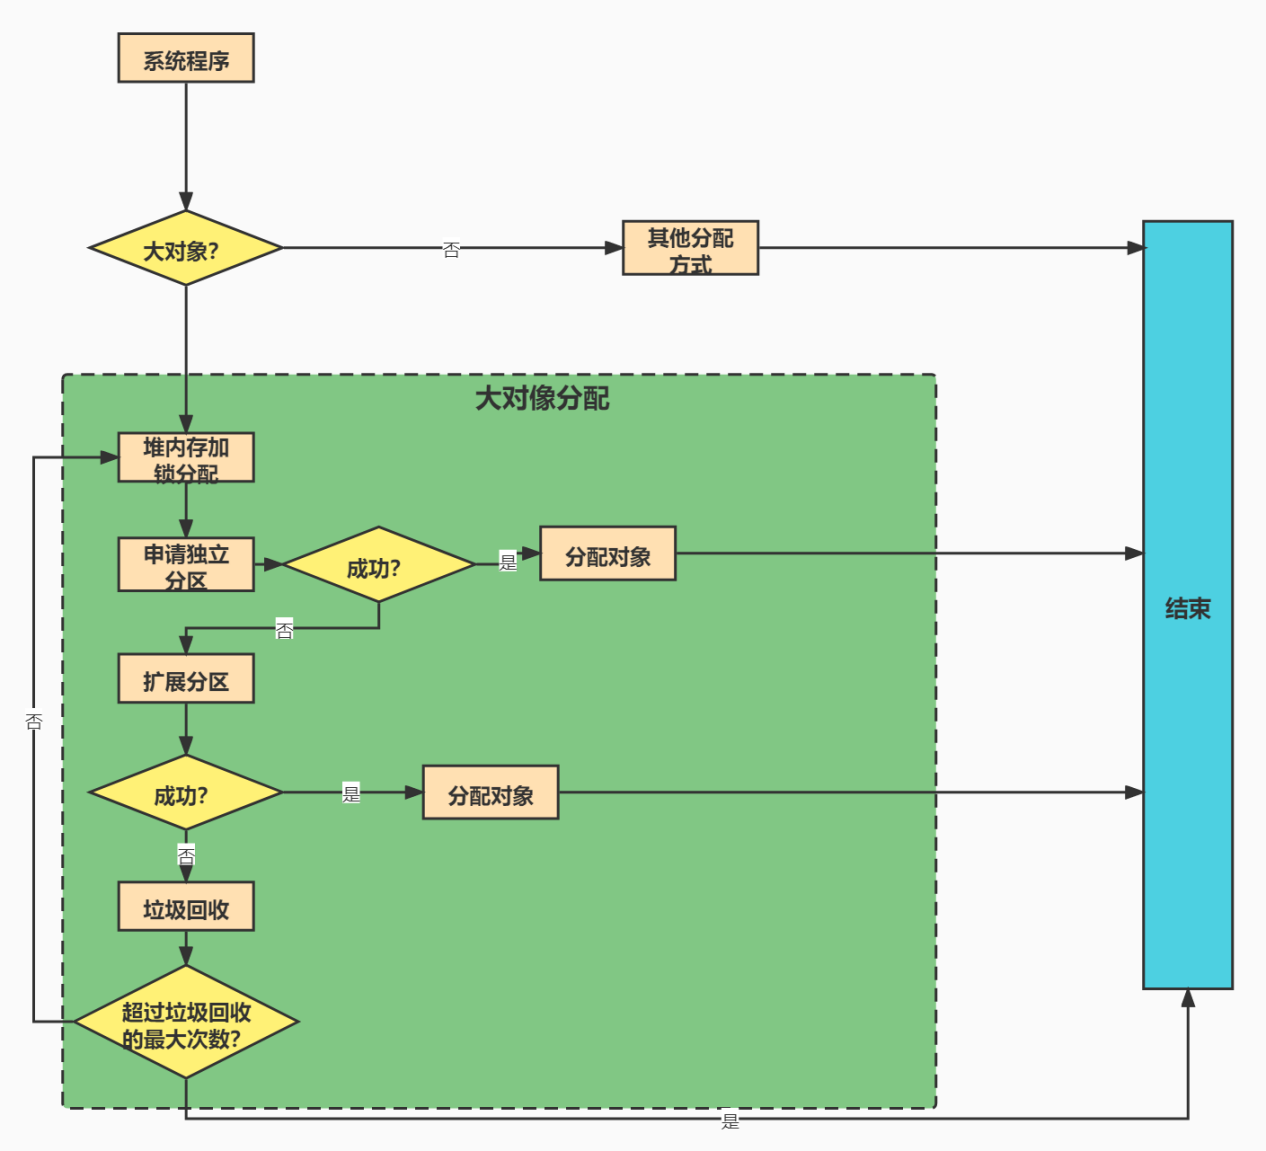 系统程序
大对象?
否
其他分配
方式
大对像分配
堆内存加
锁分配
申请独立
分区
成功?
是
分配对象
结束
否
扩展分区
否
成功?
是
分配对象
否
垃圾回收
超过垃圾回收
的最大次数?
是